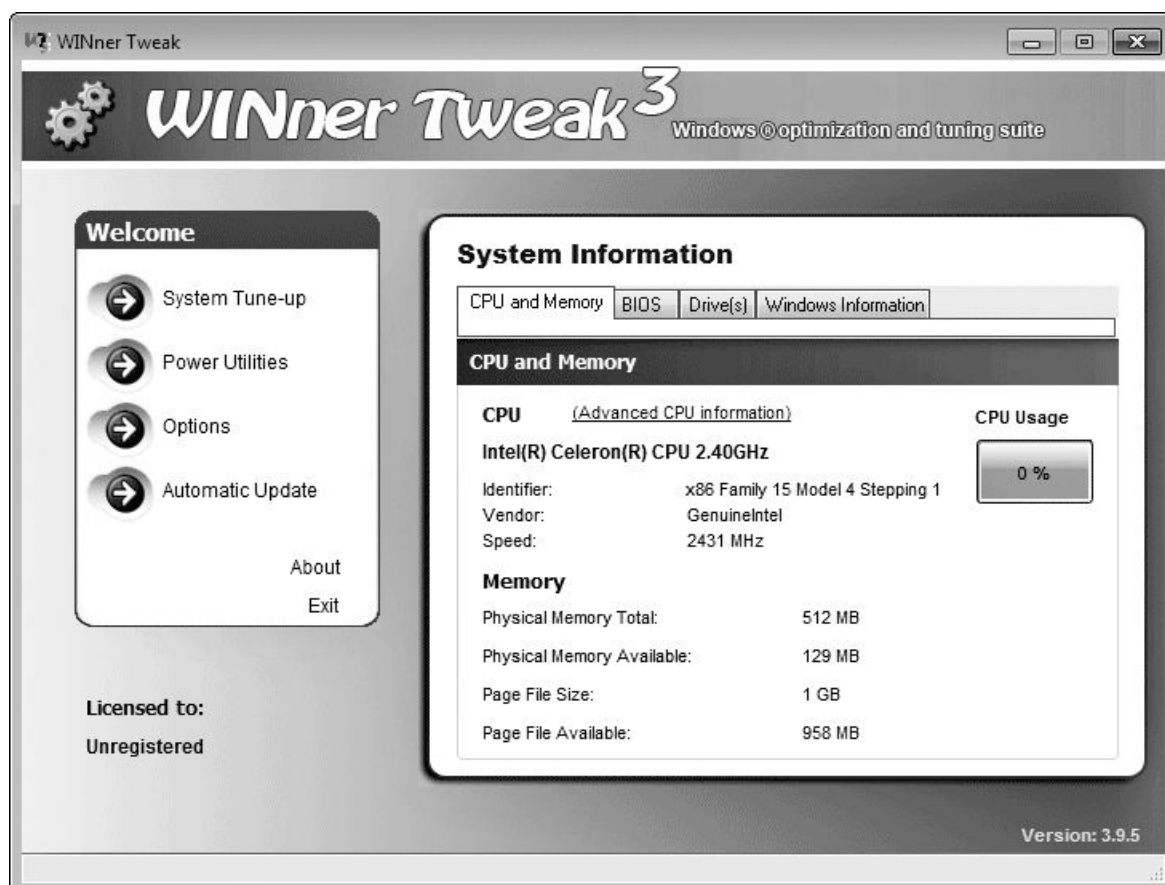 WINner Tweak
WINner Tweak 3
Windows® optimization and tuning suite
Welcome
System Tune-up
Power Utilities
Options
Automatic Update
About
Exit
Licensed to:
Unregistered
System Information
CPU and Memory BIOS Drive(s) Windows Information
CPU and Memory
CPU (Advanced CPU information) CPU Usage
Intel(R) Celeron(R) CPU 2.40GHz
0 %
Identifier: x86 Family 15 Model 4 Stepping 1
Vendor: GenuineIntel
Speed: 2431 MHz
Memory
Physical Memory Total: 512 MB
Physical Memory Available: 129 MB
Page File Size: 1 GB
Page File Available: 958 MB
Version: 3.9.5